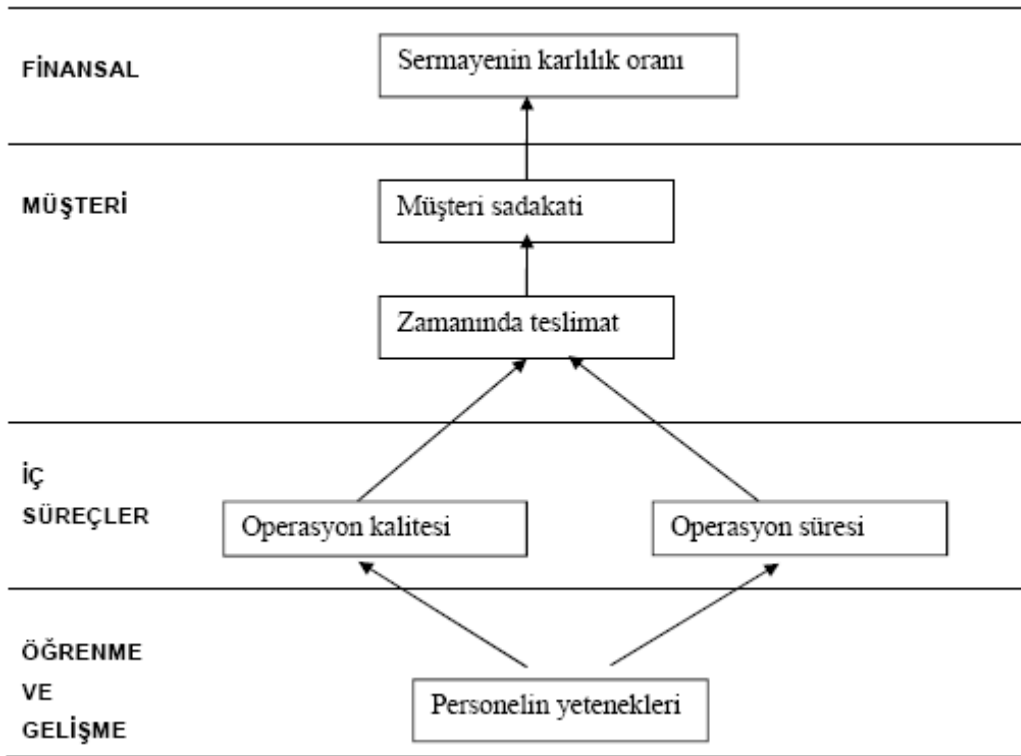 FİNANSAL
Sermayenin karlılık oranı
MÜŞTERİ
Müşteri sadakati
Zamanında teslimat
İÇ
SÜREÇLER
Operasyon kalitesi
Operasyon süresi
ÖĞRENME
VE
GELİŞME
Personelin yetenekleri